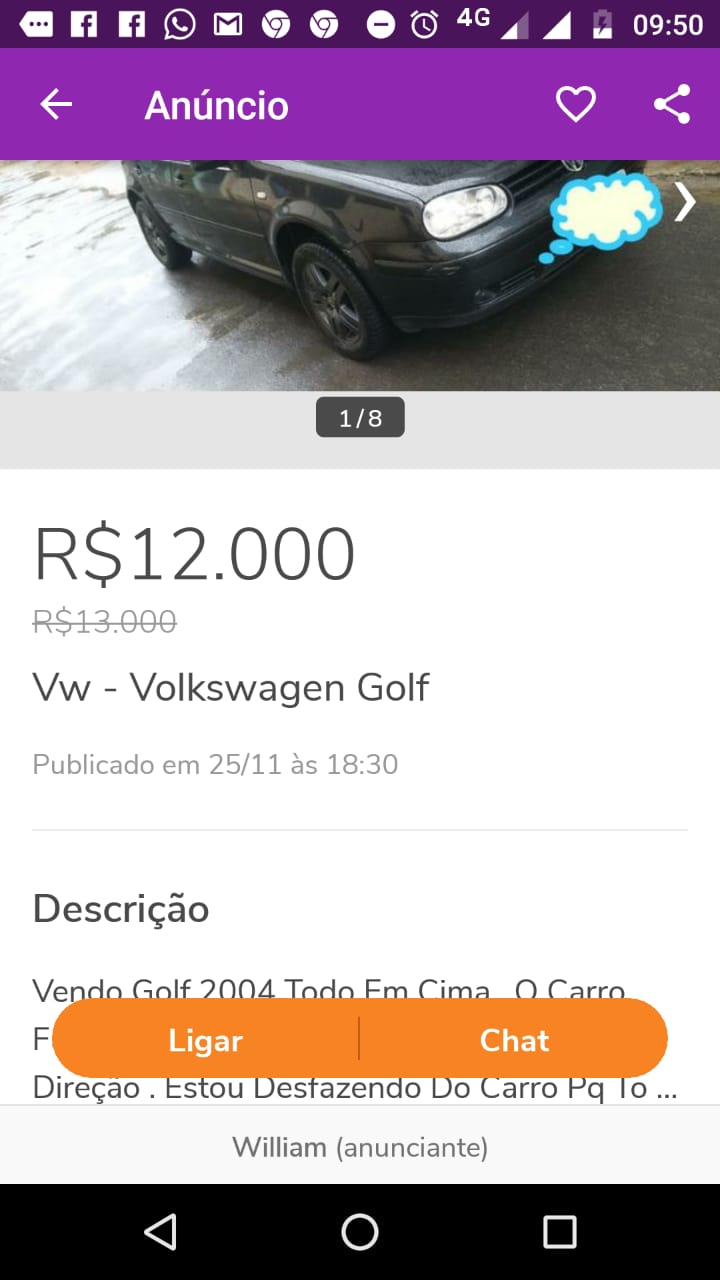 4G 09:50
Anúncio
1/8
R$12.000
R$13.000
Vw - Volkswagen Golf
Publicado em 25/11 às 18:30
Descrição
Vendo Golf 2004 Todo Em Cima . O Carro
Ligar Chat
Direção . Estou Desfazendo Do Carro Pq To ...
William (anunciante)